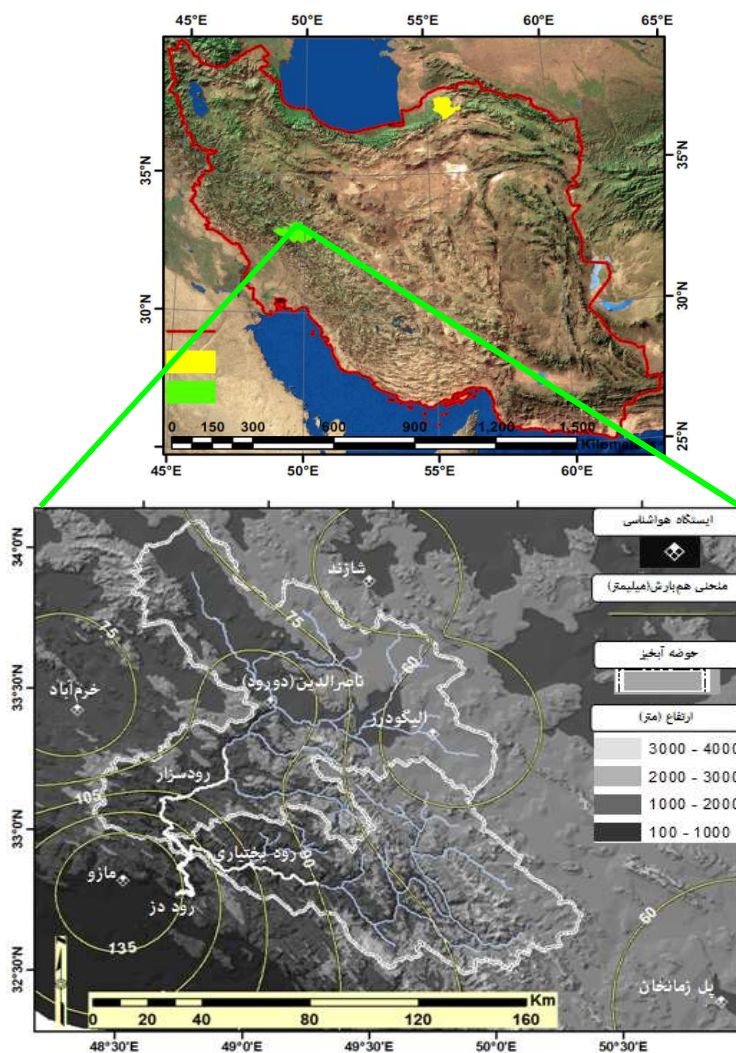 45°E 50°E 55°E 60°E 65°E
35°N 35°N
30°N 30°N
25°N
0 150 300 600 900 1,200 1,500
45°E 50°E 55°E 60°E
34°0'N
33°30'N
33°0'N
32°30'N
ایستگاه هواشناسی
منحنی هم‌بارش(میلیمتر)
حوضه آبخیز
ارتفاع (متر)
3000 - 4000
2000 - 3000
1000 - 2000
100 - 1000
شازند
75
75
60
خرم‌آباد
ناصرالدین(دورود)
الیگودرز
رودسزار
105
90
رود بختیاری
مازو
رود دز
60
135
پل زمانخان
Km
0 20 40 80 120 160
48°30'E 49°0'E 49°30'E 50°0'E 50°30'E